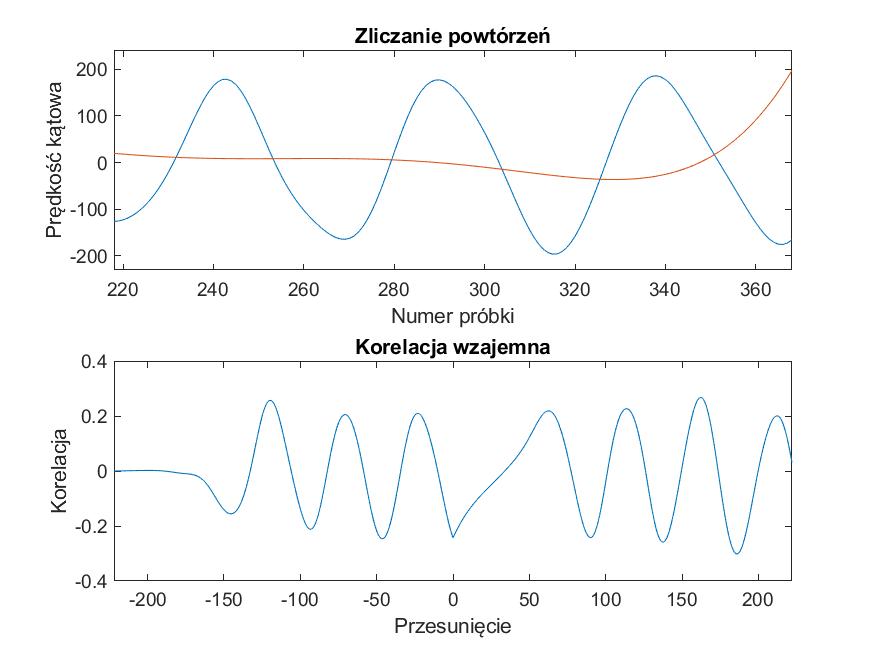 Zliczanie powtórzeń
Prędkość kątowa
200
100
0
-100
-200
220 240 260 280 300 320 340 360
Numer próbki
Korelacja wzajemna
Korelacja
0.4
0.2
0
-0.2
-0.4
-200 -150 -100 -50 0 50 100 150 200
Przesunięcie